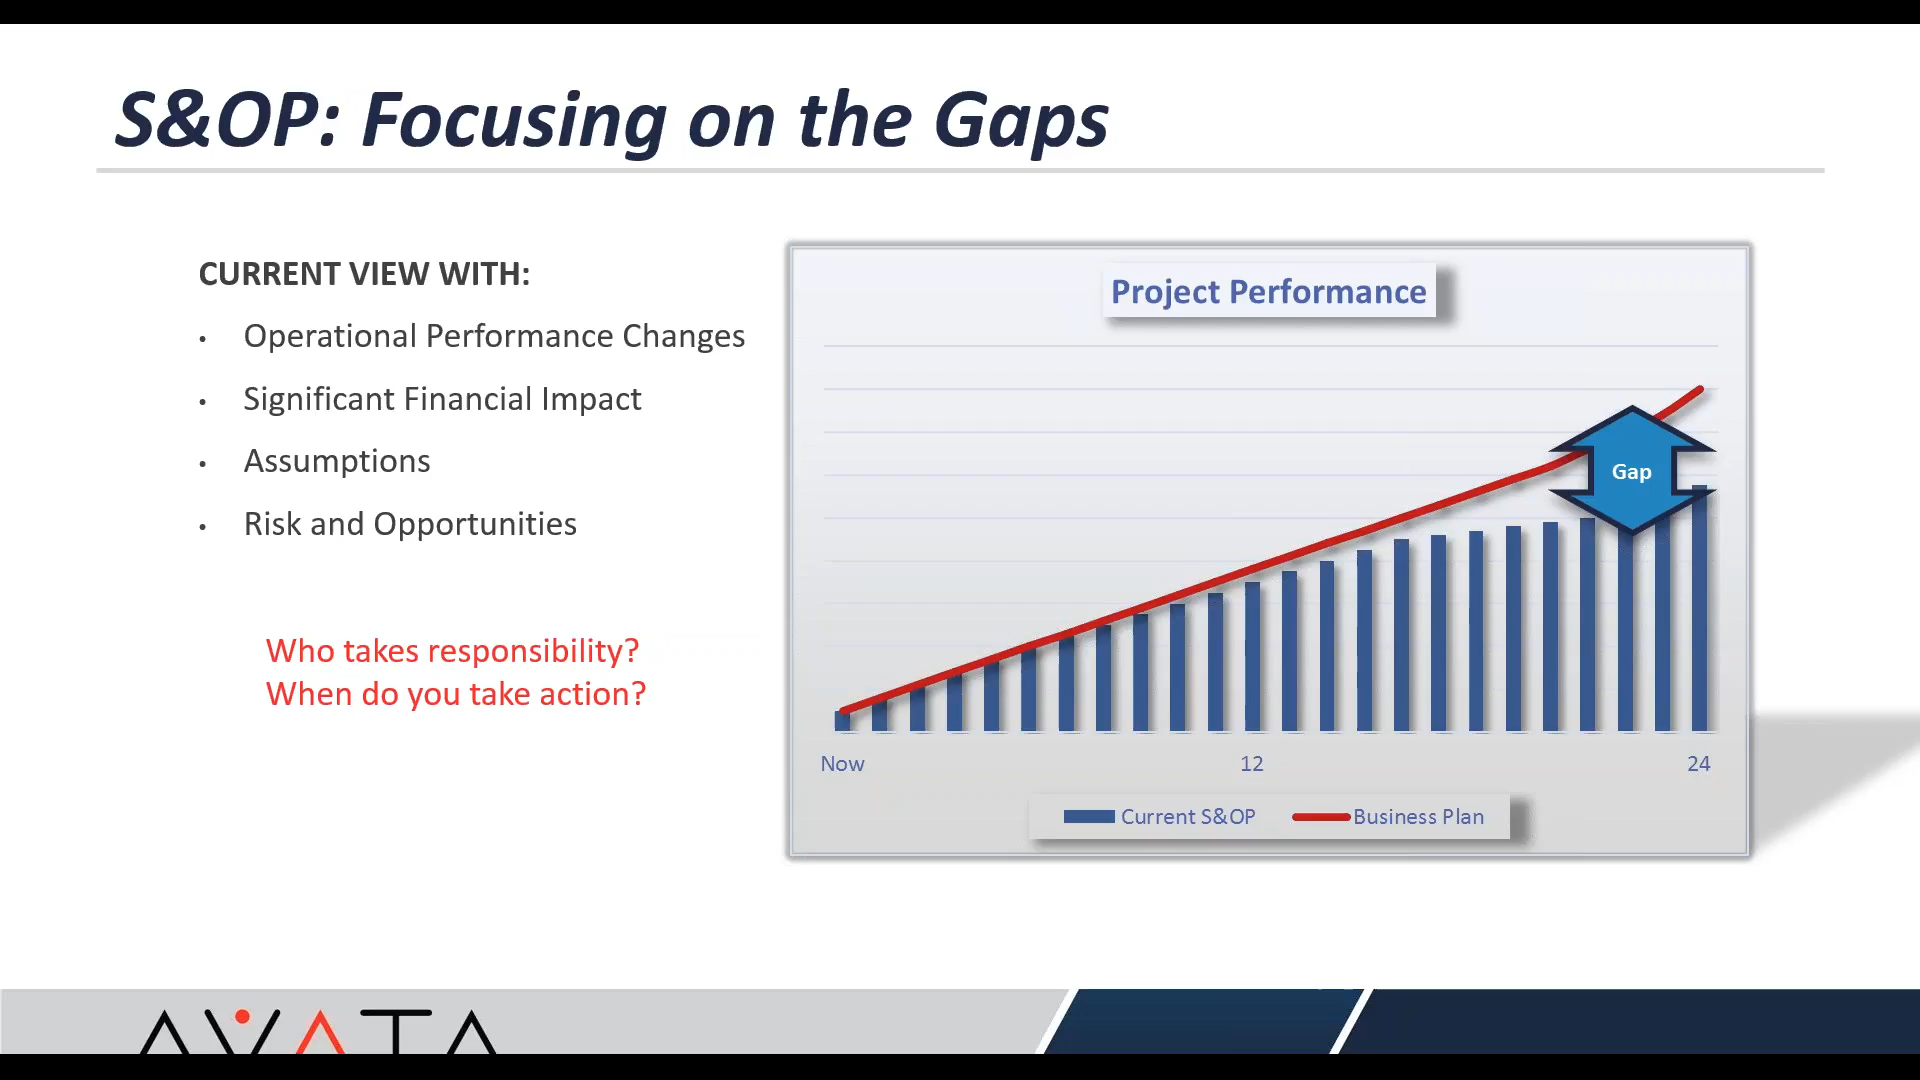 S&OP: Focusing on the Gaps
CURRENT VIEW WITH:
• Operational Performance Changes
• Significant Financial Impact
• Assumptions
• Risk and Opportunities
Who takes responsibility?
When do you take action?
Project Performance
Gap
Now 12 24
Current S&OP Business Plan
AVATA